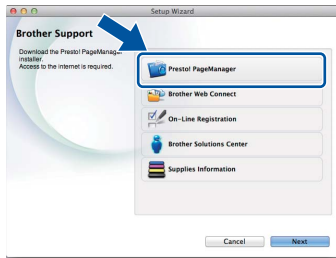 Setup Wizard
Brother Support
Download the Presto! PageManager
installer.
Access to the internet is required.
Presto! PageManager
Brother Web Connect
On-Line Registration
Brother Solutions Center
Supplies Information
Cancel
Next